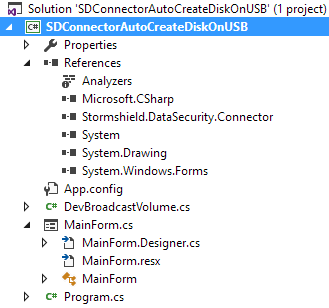 Solution 'SDConnectorAutoCreateDiskOnUSB' (1 project)
C# SDConnectorAutoCreateDiskOnUSB
Properties
References
Analyzers
Microsoft.CSharp
Stormshield.DataSecurity.Connector
System
System.Drawing
System.Windows.Forms
App.config
C# DevBroadcastVolume.cs
MainForm.cs
MainForm.Designer.cs
MainForm.resx
MainForm
C# Program.cs